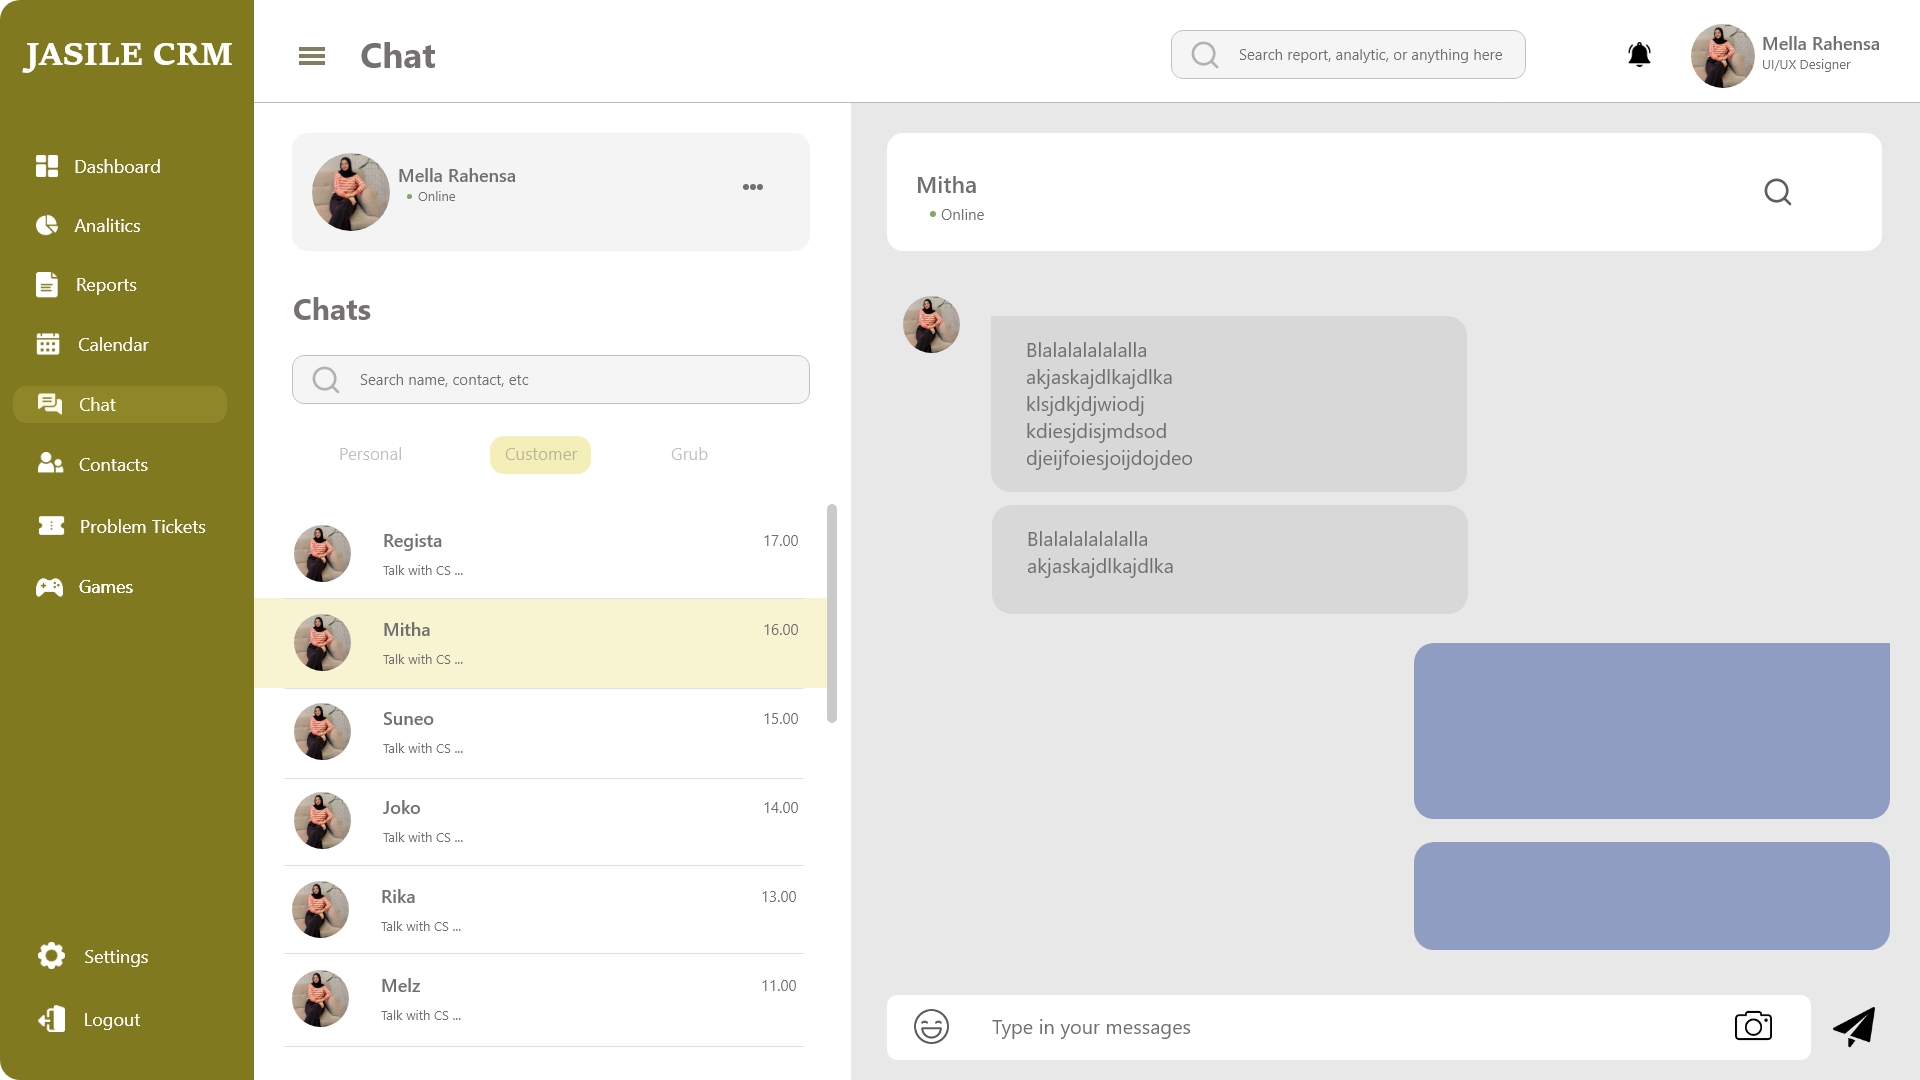 JASILE CRM
Dashboard
Analitics
Reports
Calendar
Chat
Contacts
Problem Tickets
Games
Settings
Logout
Chat
Search report, analytic, or anything here
Mella Rahensa
UI/UX Designer
Mella Rahensa
Online
Chats
Search name, contact, etc
Personal
Customer
Grub
Regista
17.00
Talk with CS ...
Mitha
16.00
Talk with CS ...
Suneo
15.00
Talk with CS ...
Joko
14.00
Talk with CS ...
Rika
13.00
Talk with CS ...
Melz
11.00
Talk with CS ...
Mitha
Online
Blalalalalalalla
akjaskajdlkajdlka
klsjdkjdjwiodj
kdiesjdisjmdsod
djeijfoiesjoijdojdeo
Blalalalalalalla
akjaskajdlkajdlka
Type in your messages